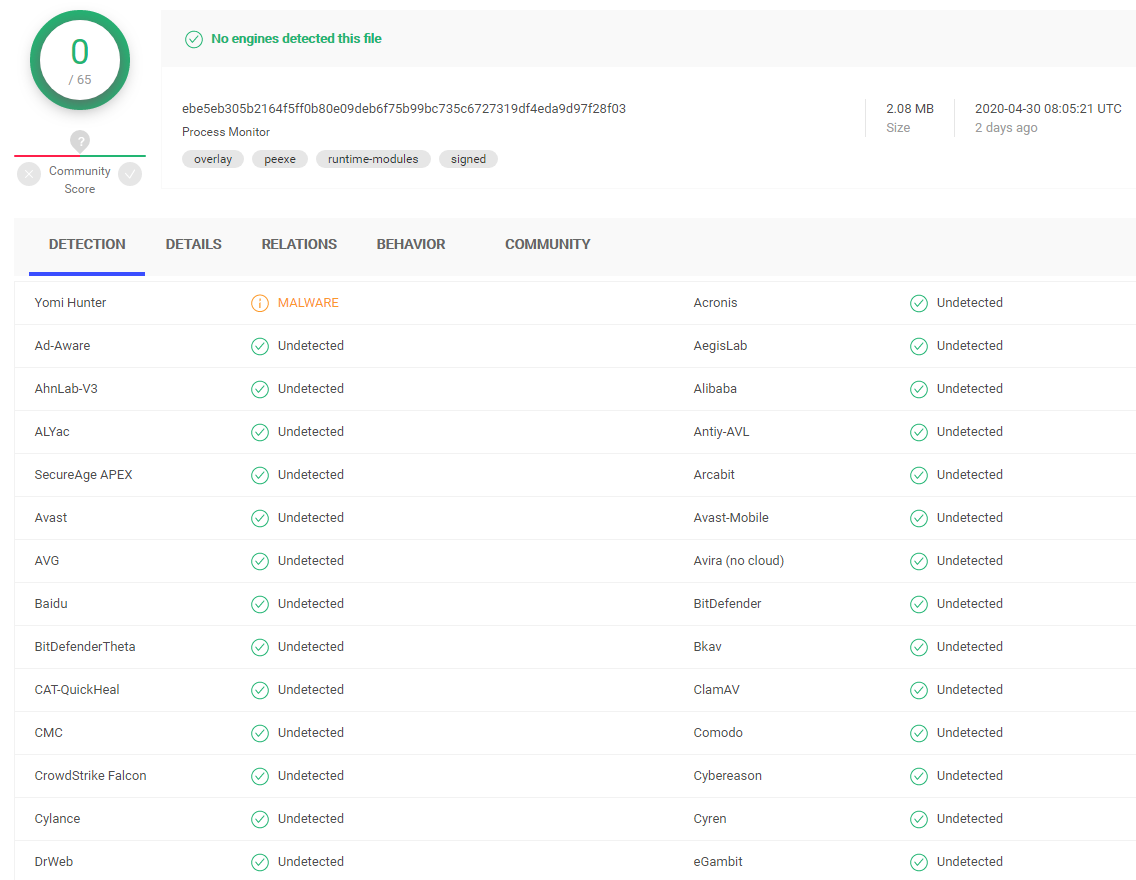 0
/ 65
No engines detected this file
?
Community
Score
ebe5eb305b2164f5ff0b80e09deb6f75b99bc735c6727319df4eda9d97f28f03
Process Monitor
overlay peexe runtime-modules signed
2.08 MB
Size
2020-04-30 08:05:21 UTC
2 days ago
DETECTION DETAILS RELATIONS BEHAVIOR COMMUNITY
Yomi Hunter MALWARE Acronis Undetected
Ad-Aware Undetected AegisLab Undetected
AhnLab-V3 Undetected Alibaba Undetected
ALYac Undetected Antiy-AVL Undetected
SecureAge APEX Undetected Arcabit Undetected
Avast Undetected Avast-Mobile Undetected
AVG Undetected Avira (no cloud) Undetected
Baidu Undetected BitDefender Undetected
BitDefenderTheta Undetected Bkav Undetected
CAT-QuickHeal Undetected ClamAV Undetected
CMC Undetected Comodo Undetected
CrowdStrike Falcon Undetected Cybereason Undetected
Cylance Undetected Cyren Undetected
DrWeb Undetected eGambit Undetected